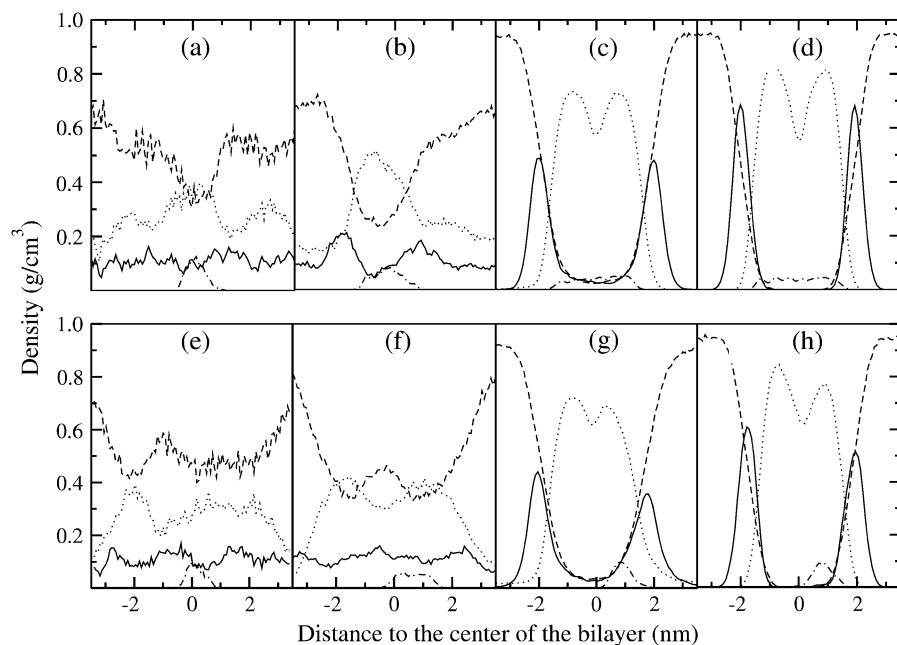 (a) (b) (c) (d)
1.0
0.8
0.6
0.4
0.2
Density (g/cm³)
(e) (f) (g) (h)
1.0
0.8
0.6
0.4
0.2
-2 0 2 -2 0 2 -2 0 2 -2 0 2
Distance to the center of the bilayer (nm)